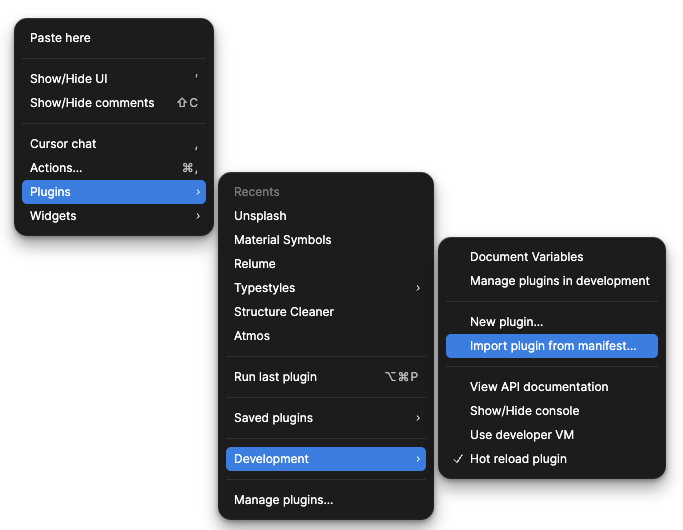 Paste here
Show/Hide UI '
Show/Hide comments ⇧C
Cursor chat ,
Actions... ⌘,
Plugins ›
Widgets ›
Recents
Unsplash
Material Symbols
Relume
Typestyles ›
Structure Cleaner
Atmos
Run last plugin ⌥⌘P
Saved plugins ›
Development ›
Manage plugins...
Document Variables
Manage plugins in development
New plugin...
Import plugin from manifest...
View API documentation
Show/Hide console
Use developer VM
✓ Hot reload plugin